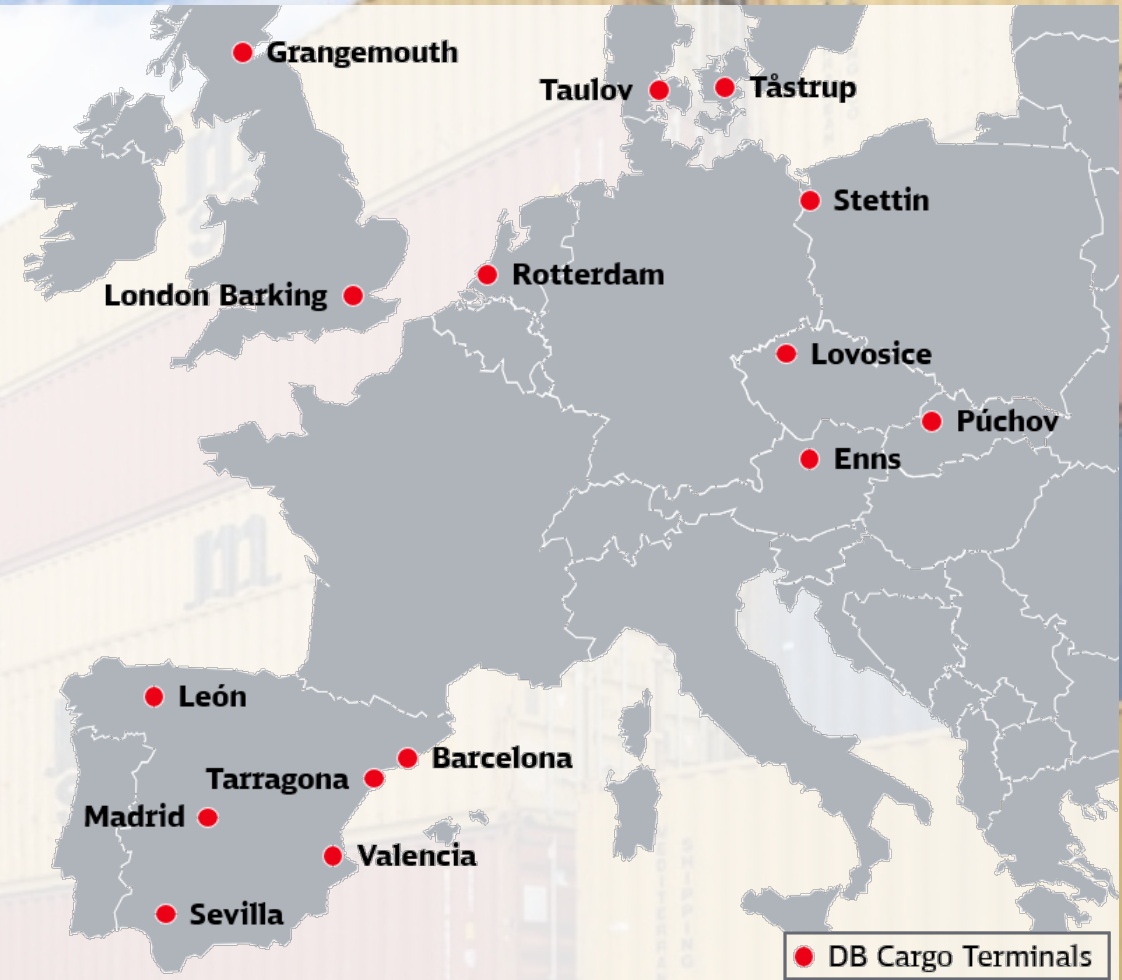 Grangemouth
Taulov
Tåstrup
Stettin
Rotterdam
London Barking
Lovosice
Púchov
Enns
León
Barcelona
Tarragona
Madrid
Valencia
Sevilla
DB Cargo Terminals